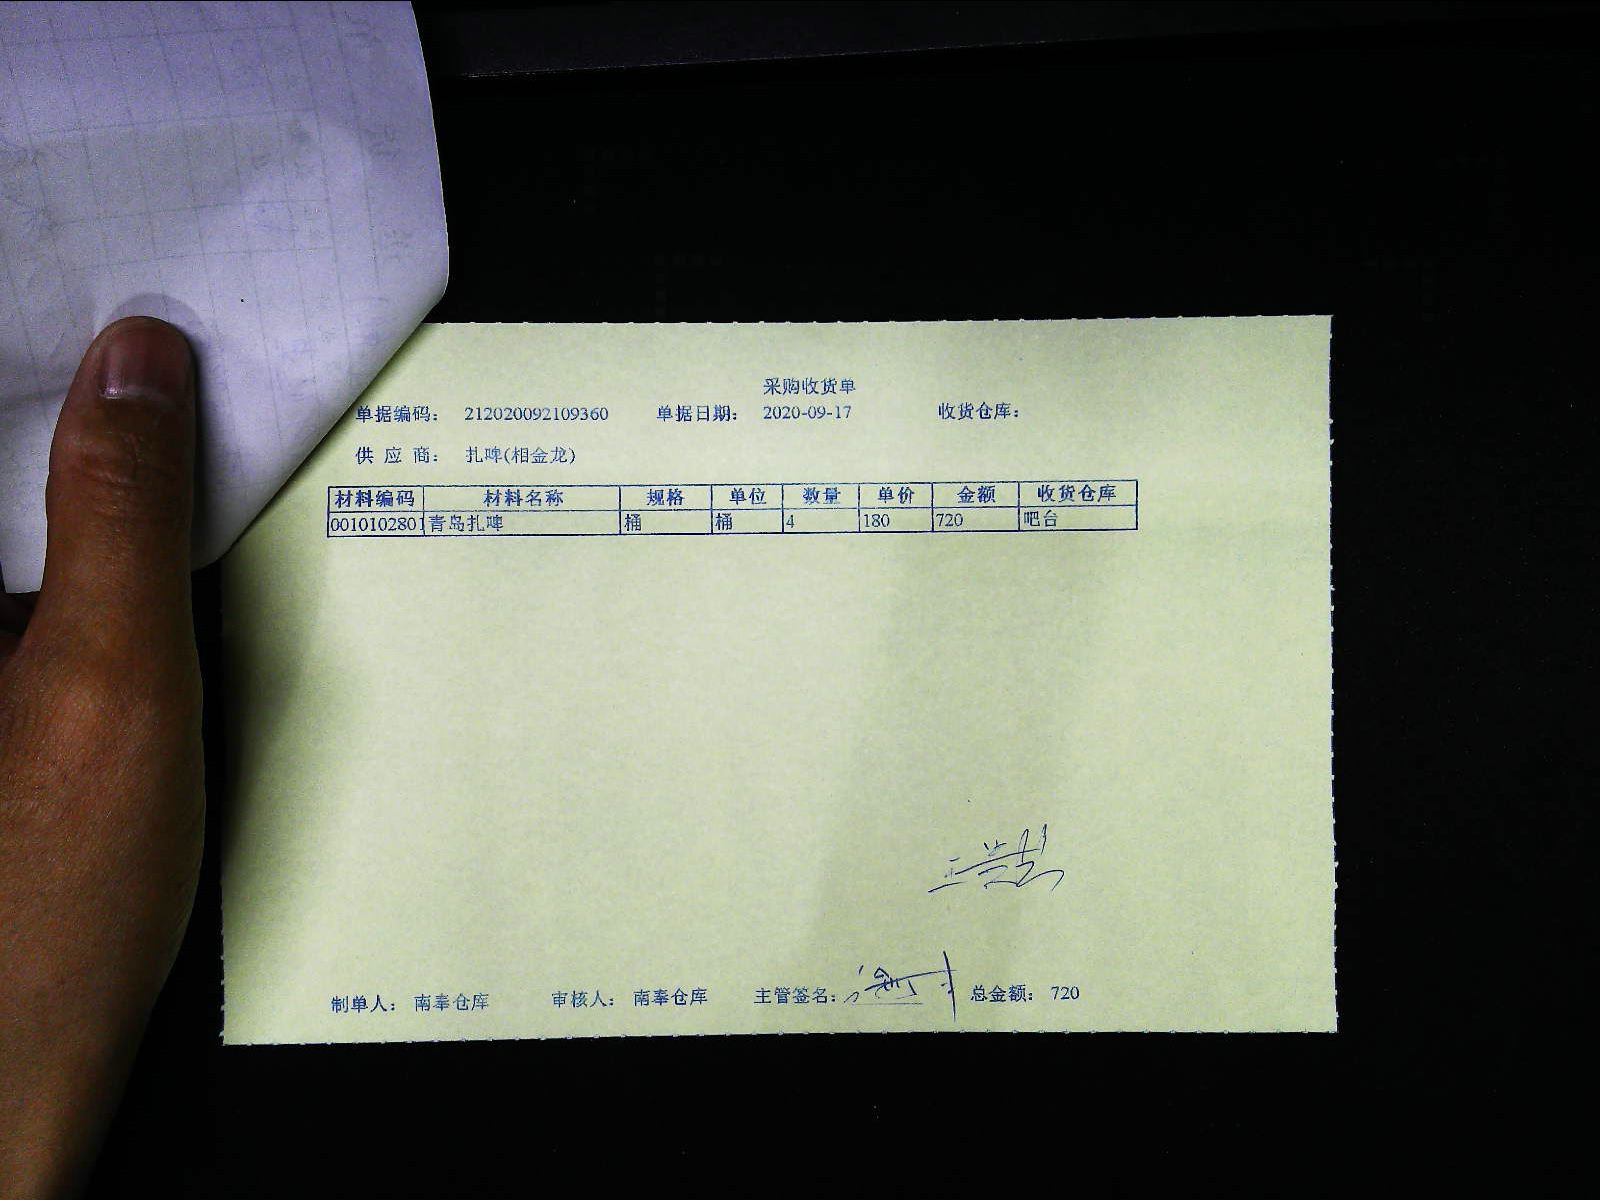 采购收货单
单据编码： 212020092109360 单据日期： 2020-09-17 收货仓库：
供 应 商： 扎啤(相金龙)
材料编码 材料名称 规格 单位 数量 单价 金额 收货仓库
0010102801 青岛扎啤 桶 桶 4 180 720 吧台
制单人： 南奉仓库 审核人： 南奉仓库 主管签名： 总金额： 720